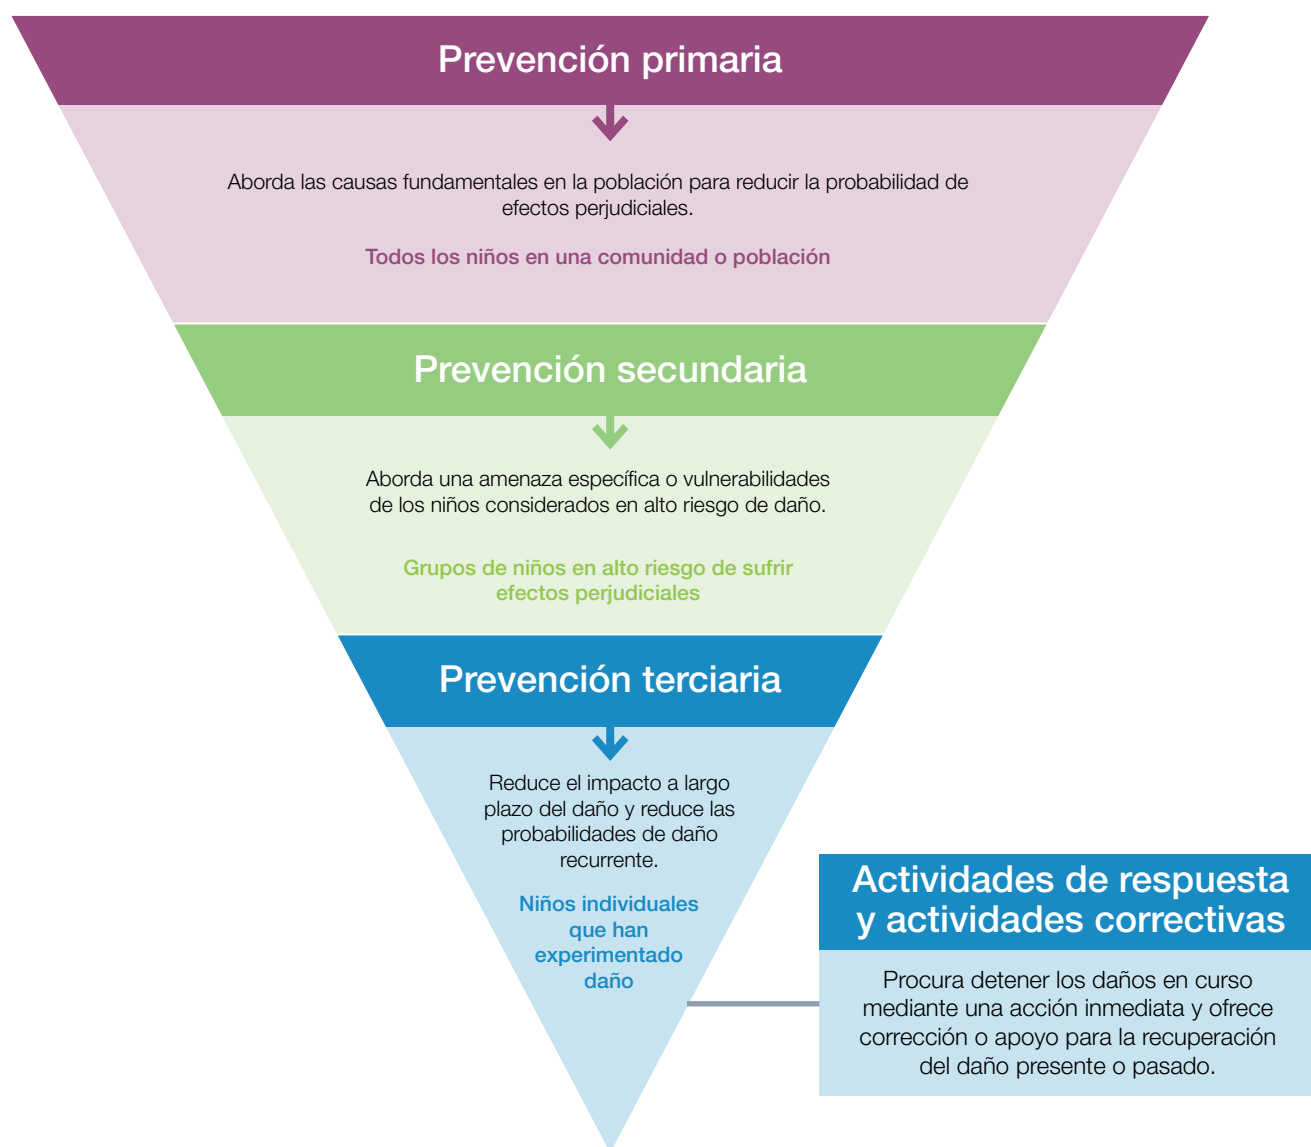 Prevención primaria
Aborda las causas fundamentales en la población para reducir la probabilidad de
efectos perjudiciales.
Todos los niños en una comunidad o población
Prevención secundaria
Aborda una amenaza específica o vulnerabilidades
de los niños considerados en alto riesgo de daño.
Grupos de niños en alto riesgo de sufrir
efectos perjudiciales
Prevención terciaria
Reduce el impacto a largo
plazo del daño y reduce las
probabilidades de daño
recurrente.
Niños individuales
que han
experimentado
daño
Actividades de respuesta
y actividades correctivas
Procura detener los daños en curso
mediante una acción inmediata y ofrece
corrección o apoyo para la recuperación
del daño presente o pasado.